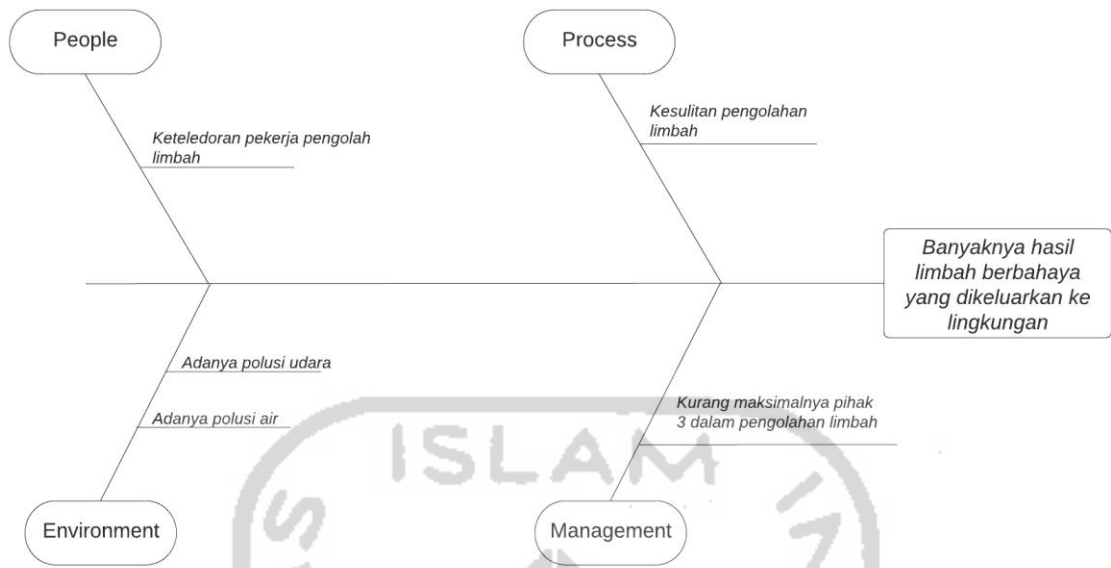 People
Process
Keteledoran pekerja pengolah
limbah
Kesulitan pengolahan
limbah
Banyaknya hasil
limbah berbahaya
yang dikeluarkan ke
lingkungan
Adanya polusi udara
Adanya polusi air
Kurang maksimalnya pihak
3 dalam pengolahan limbah
ISLAM
Environment
Management